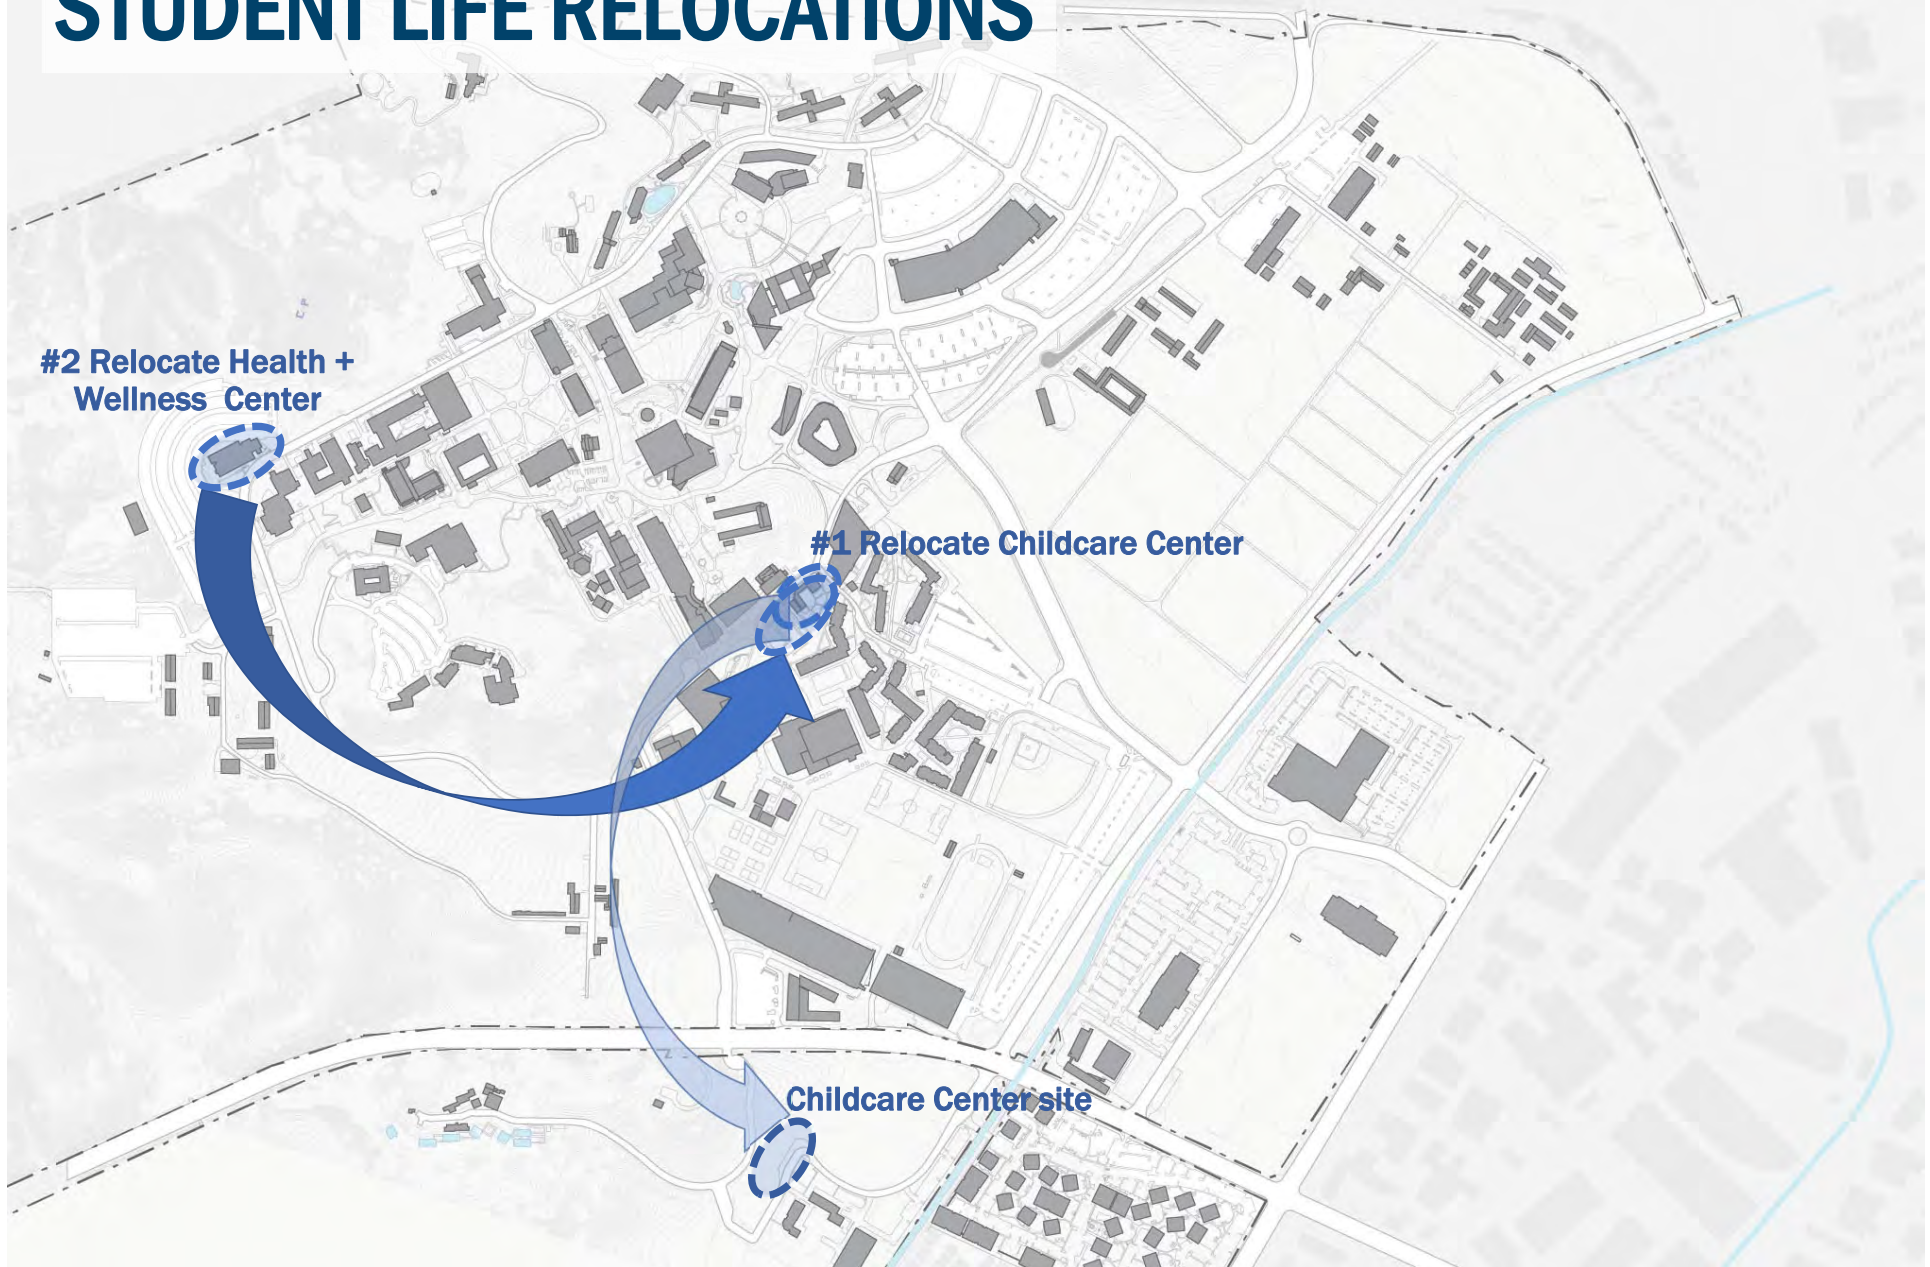 STUDENT LIFE RELOCATIONS
#2 Relocate Health +
Wellness Center
#1 Relocate Childcare Center
Childcare Center site